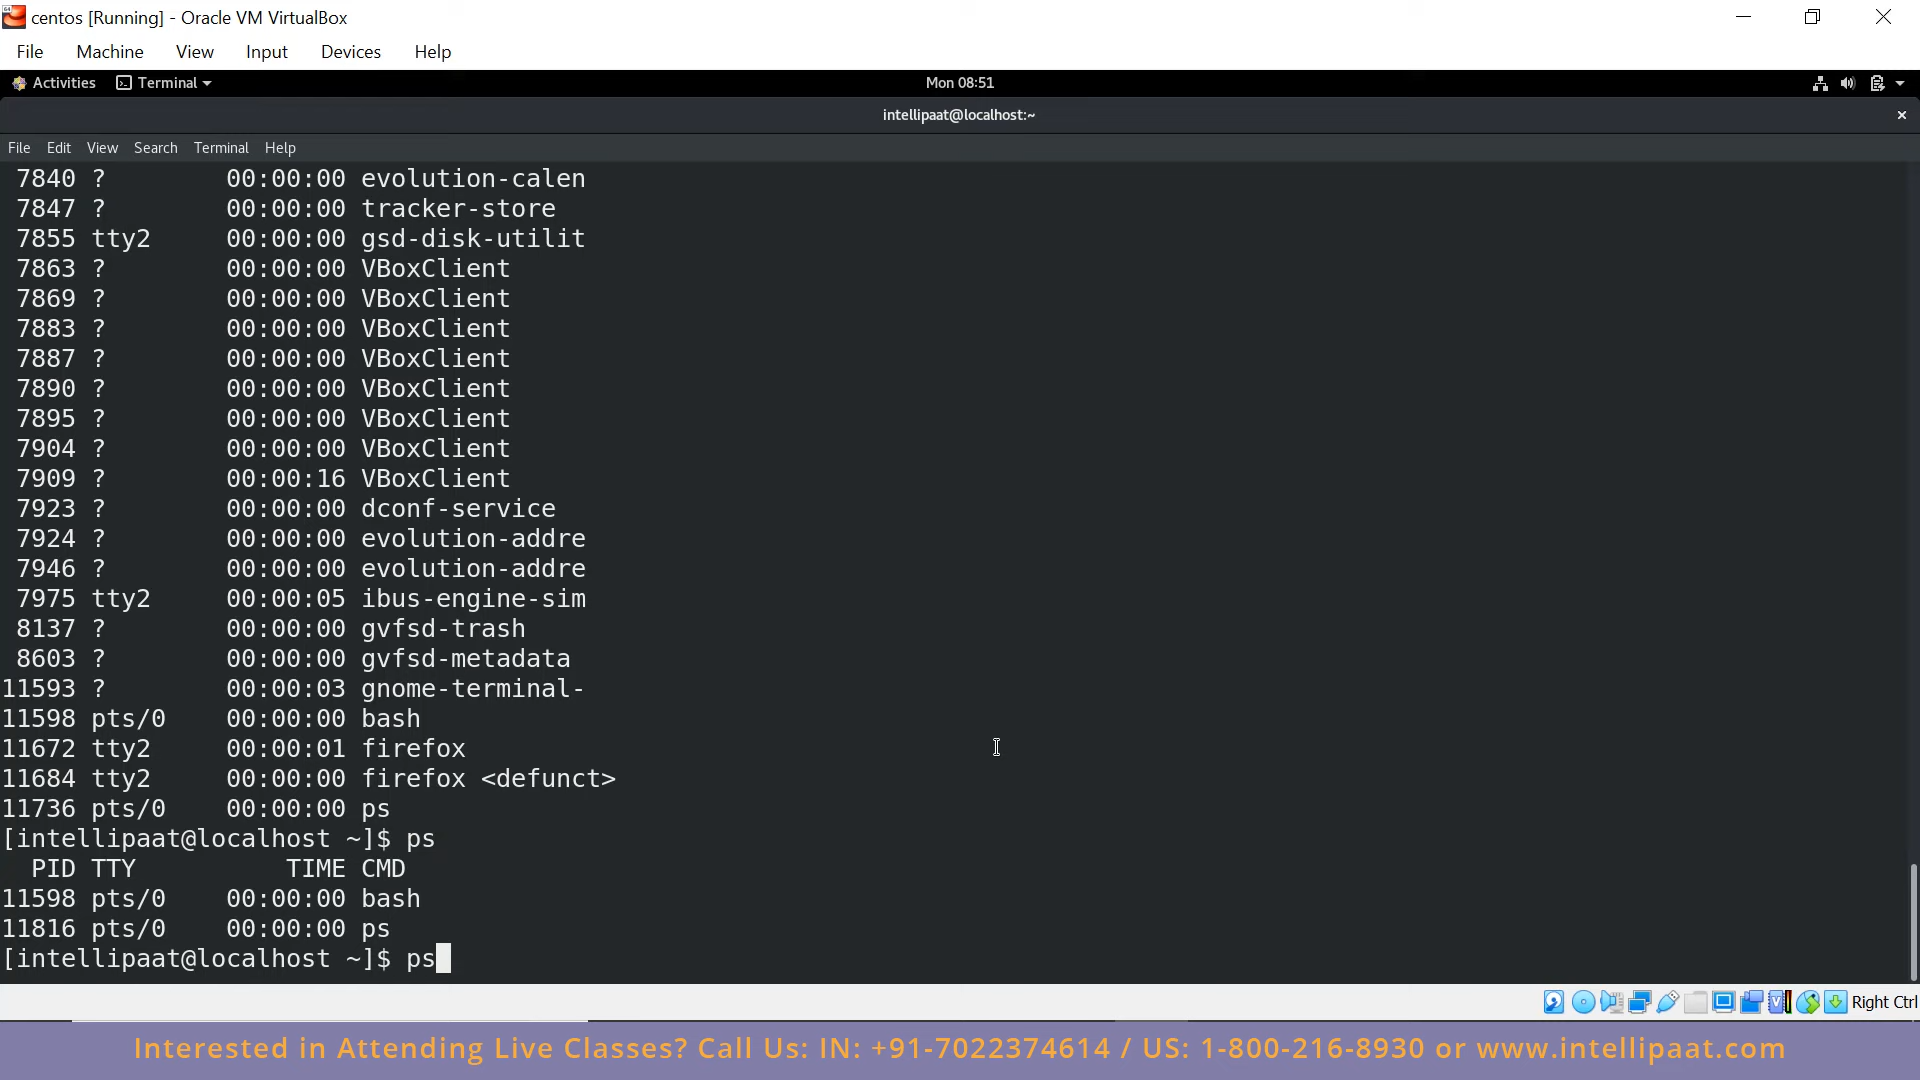 centos [Running] - Oracle VM VirtualBox
File Machine View Input Devices Help
Activities Terminal Mon 08:51
intellipaat@localhost:~
File Edit View Search Terminal Help
7840 ? 00:00:00 evolution-calen
7847 ? 00:00:00 tracker-store
7855 tty2 00:00:00 gsd-disk-utilit
7863 ? 00:00:00 VBoxClient
7869 ? 00:00:00 VBoxClient
7883 ? 00:00:00 VBoxClient
7887 ? 00:00:00 VBoxClient
7890 ? 00:00:00 VBoxClient
7895 ? 00:00:00 VBoxClient
7904 ? 00:00:00 VBoxClient
7909 ? 00:00:16 VBoxClient
7923 ? 00:00:00 dconf-service
7924 ? 00:00:00 evolution-addre
7946 ? 00:00:00 evolution-addre
7975 tty2 00:00:05 ibus-engine-sim
8137 ? 00:00:00 gvfsd-trash
8603 ? 00:00:00 gvfsd-metadata
11593 ? 00:00:03 gnome-terminal-
11598 pts/0 00:00:00 bash
11672 tty2 00:00:01 firefox
11684 tty2 00:00:00 firefox <defunct>
11736 pts/0 00:00:00 ps
[intellipaat@localhost ~]$ ps
PID TTY TIME CMD
11598 pts/0 00:00:00 bash
11816 pts/0 00:00:00 ps
[intellipaat@localhost ~]$ ps
Right Ctrl
Interested in Attending Live Classes? Call Us: IN: +91-7022374614 / US: 1-800-216-8930 or www.intellipaat.com